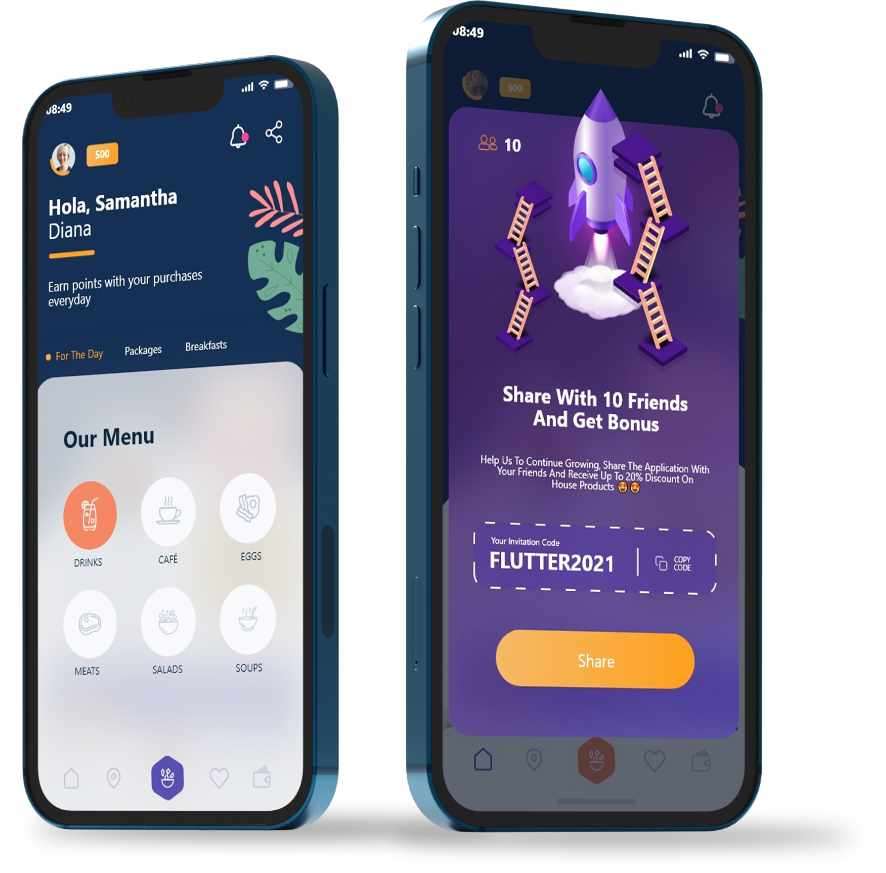 08:49
500
Hola, Samantha
Diana
Earn points with your purchases
everyday
For The Day
Packages
Breakfasts
Our Menu
DRINKS
CAFÉ
EGGS
MEATS
SALADS
SOUPS
08:49
500
10
Share With 10 Friends
And Get Bonus
Help Us To Continue Growing, Share The Application With
Your Friends And Receive Up To 20% Discount On
House Products 🤩🤩
Your Invitation Code
FLUTTER2021
COPY
CODE
Share